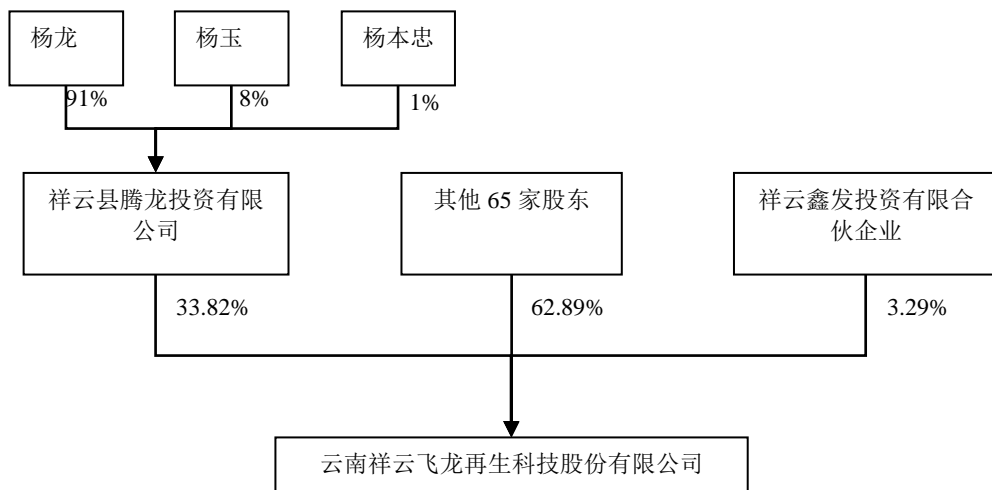 杨龙
杨玉
杨本忠
91%
8%
1%
祥云县腾龙投资有限
公司
其他 65 家股东
祥云鑫发投资有限合
伙企业
33.82%
62.89%
3.29%
云南祥云飞龙再生科技股份有限公司